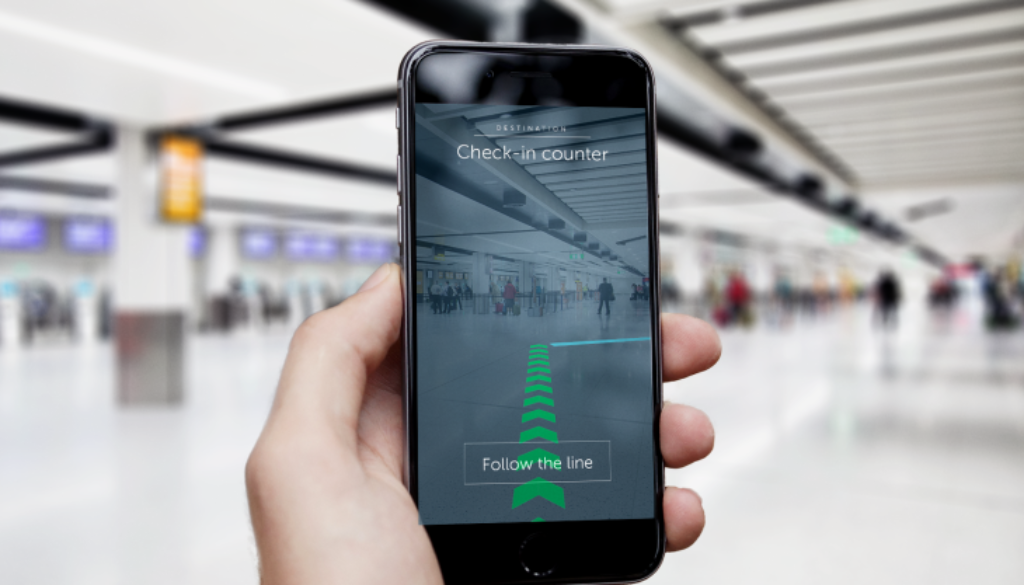 DESTINATION
Check-in counter
Follow the line